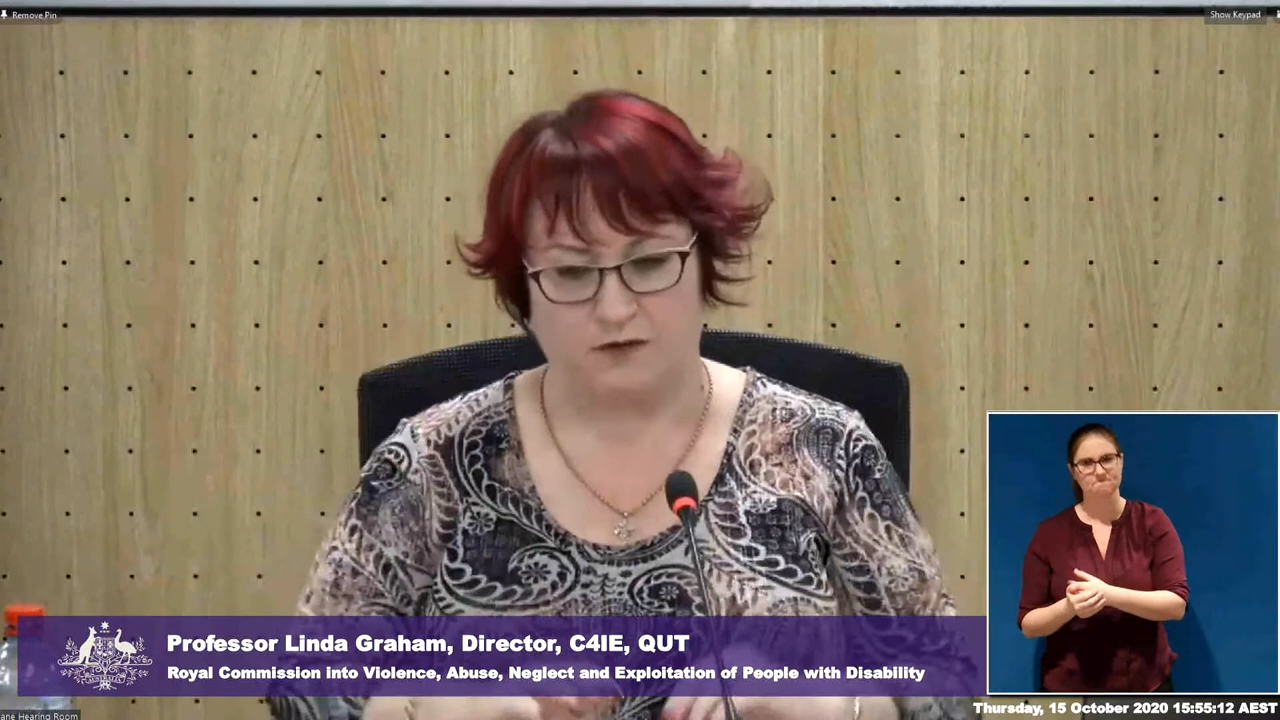 Remove Pin
Show Keypad
Professor Linda Graham, Director, C4IE, QUT
Royal Commission into Violence, Abuse, Neglect and Exploitation of People with Disability
Thursday, 15 October 2020 15:55:12 AEST
ane Hearing Room